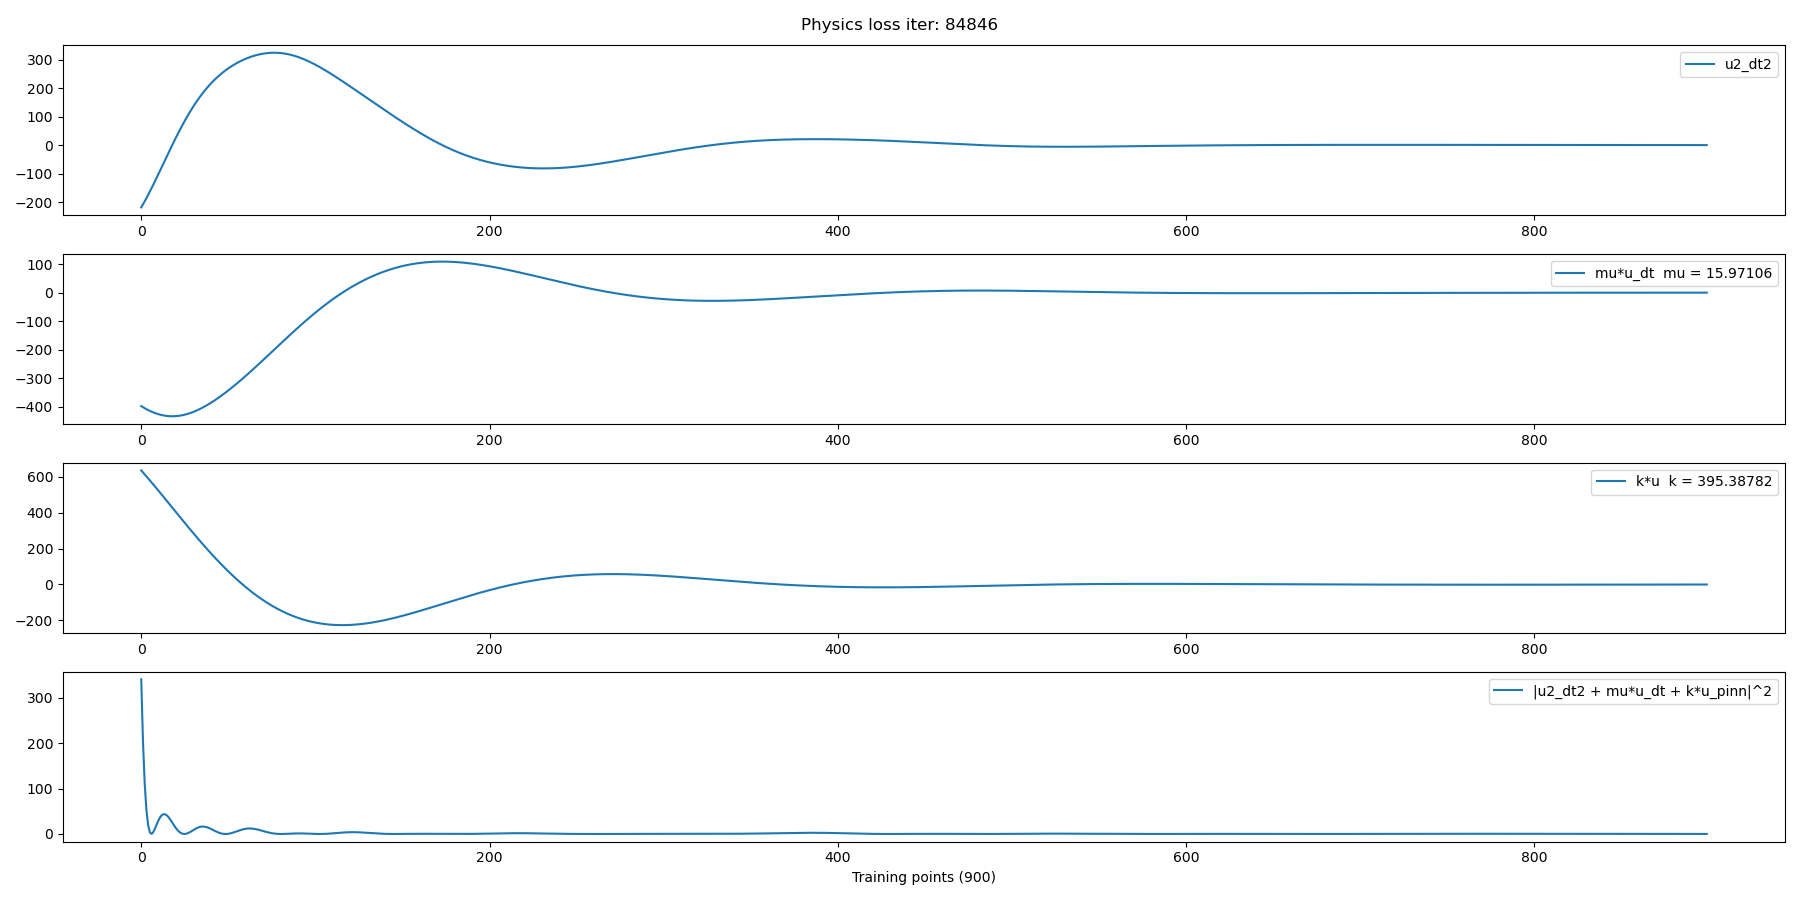 Physics loss iter: 84846
300
200
100
0
−100
−200
u2_dt2
0 200 400 600 800
100
0
−100
−200
−300
−400
mu*u_dt  mu = 15.97106
0 200 400 600 800
600
400
200
0
−200
k*u  k = 395.38782
0 200 400 600 800
300
200
100
0
|u2_dt2 + mu*u_dt + k*u_pinn|^2
0 200 400 600 800
Training points (900)